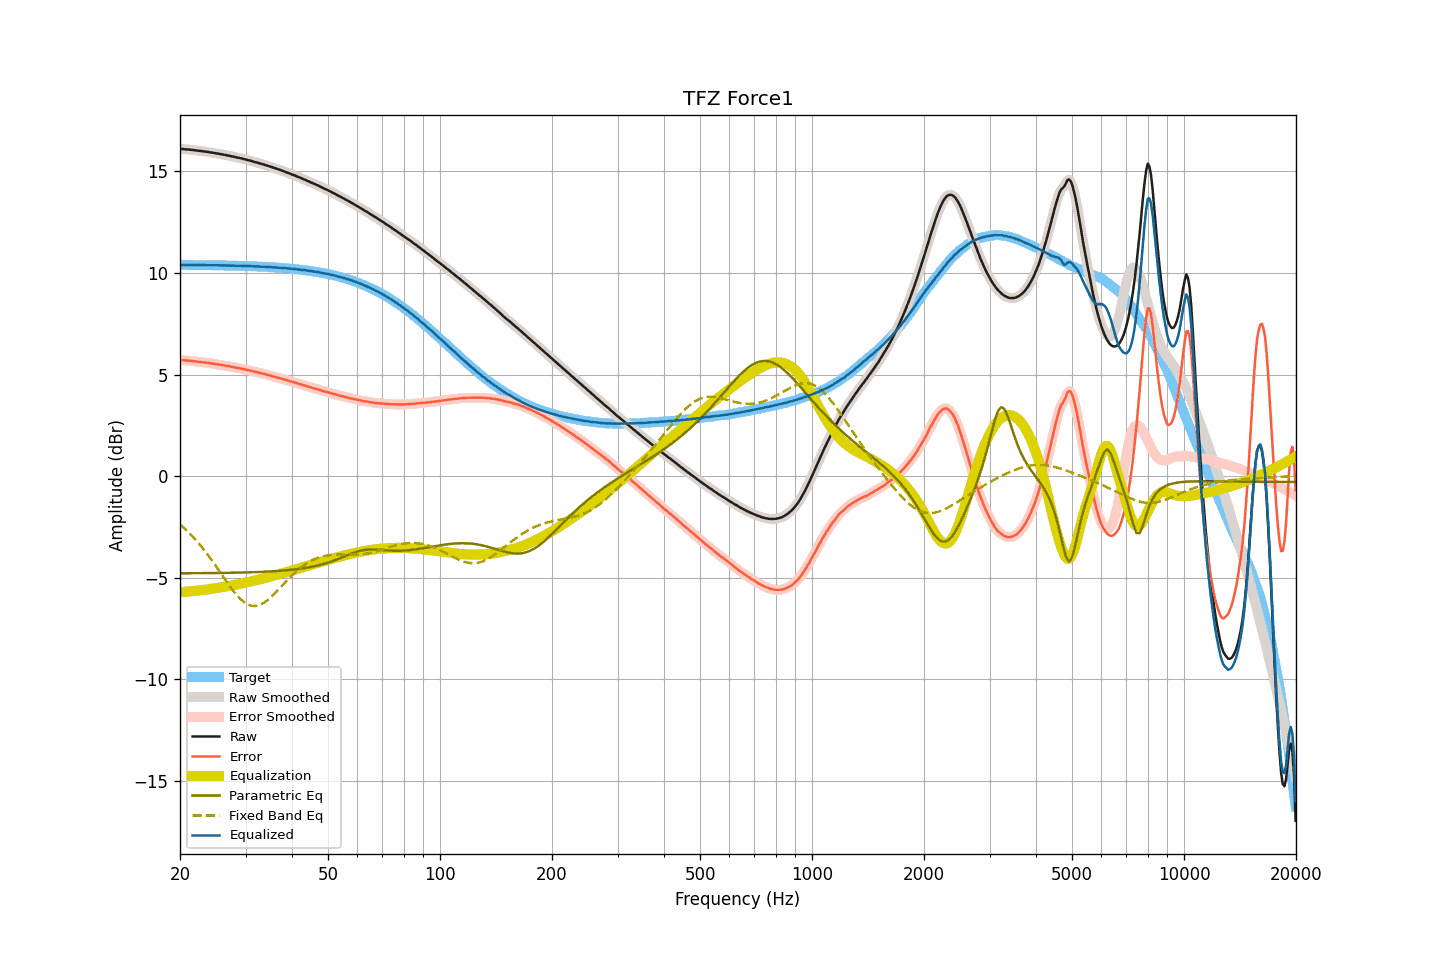 TFZ Force1
Amplitude (dBr)
15
10
5
0
−5
−10
−15
Target
Raw Smoothed
Error Smoothed
Raw
Error
Equalization
Parametric Eq
Fixed Band Eq
Equalized
20 50 100 200 500 1000 2000 5000 10000 20000
Frequency (Hz)